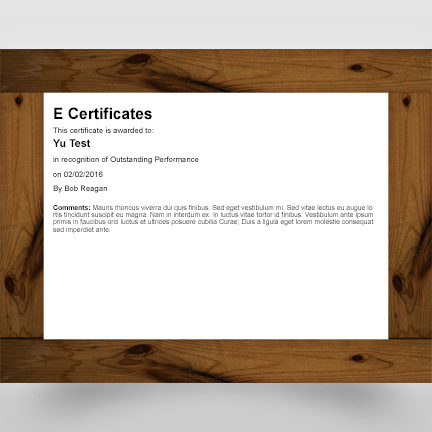 E Certificates
This certificate is awarded to:
Yu Test
in recognition of Outstanding Performance
on 02/02/2016
By Bob Reagan
Comments: Mauris rhoncus viverra dui quis finibus. Sed eget vestibulum mi. Sed vitae lectus eu augue lo
rtis tincidunt suscipit eu magna. Nam in interdum ex. In luctus vitae tortor id finibus. Vestibulum ante ipsum
primis in faucibus orci luctus et ultrices posuere cubilia Curae; Duis a ligula eget lorem molestie consequat
sed imperdiet ante.